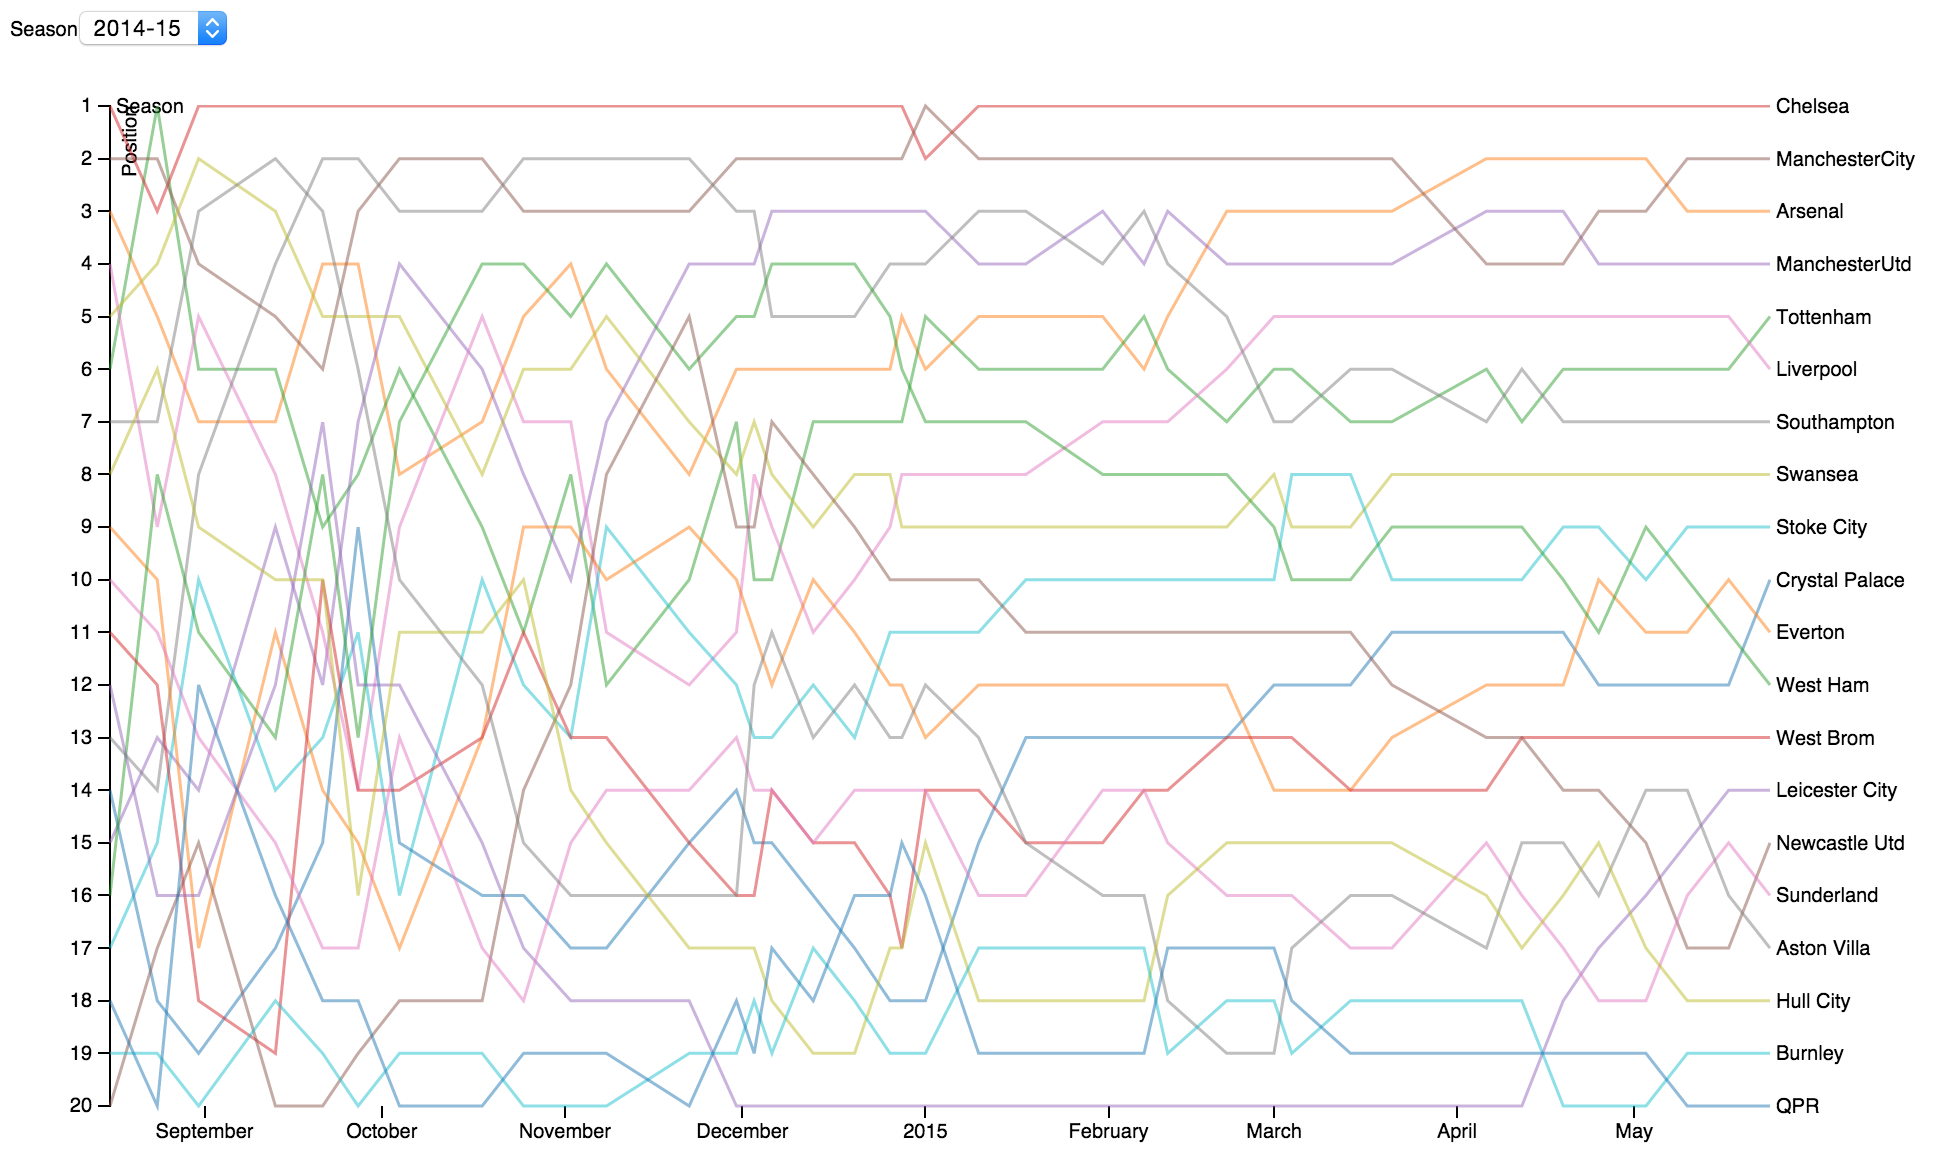 Season 2014-15
Season
Position
1
2
3
4
5
6
7
8
9
10
11
12
13
14
15
16
17
18
19
20
Chelsea
ManchesterCity
Arsenal
ManchesterUtd
Tottenham
Liverpool
Southampton
Swansea
Stoke City
Crystal Palace
Everton
West Ham
West Brom
Leicester City
Newcastle Utd
Sunderland
Aston Villa
Hull City
Burnley
QPR
September October November December 2015 February March April May